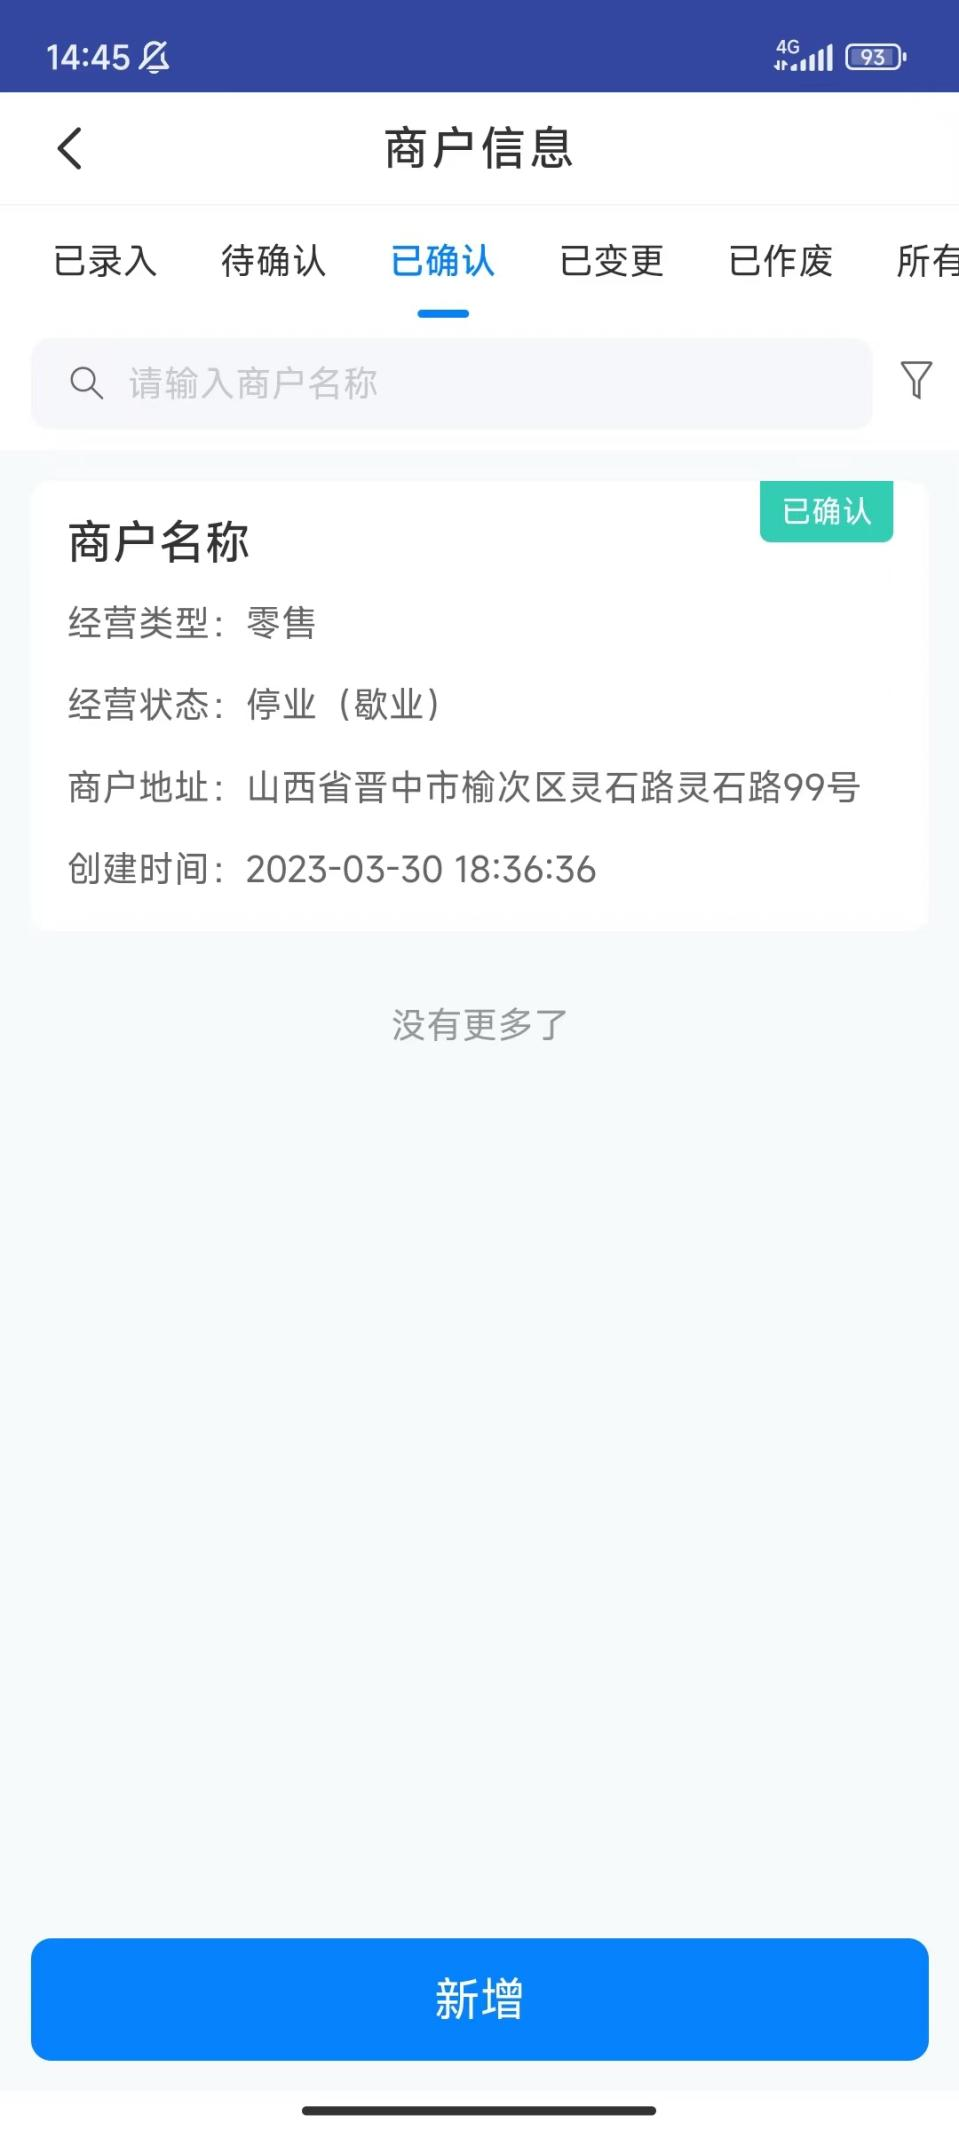 14:45
4G
93
商户信息
已录入 待确认 已确认 已变更 已作废 所有
请输入商户名称
已确认
商户名称
经营类型：零售
经营状态：停业（歇业）
商户地址：山西省晋中市榆次区灵石路灵石路99号
创建时间：2023-03-30 18:36:36
没有更多了
新增